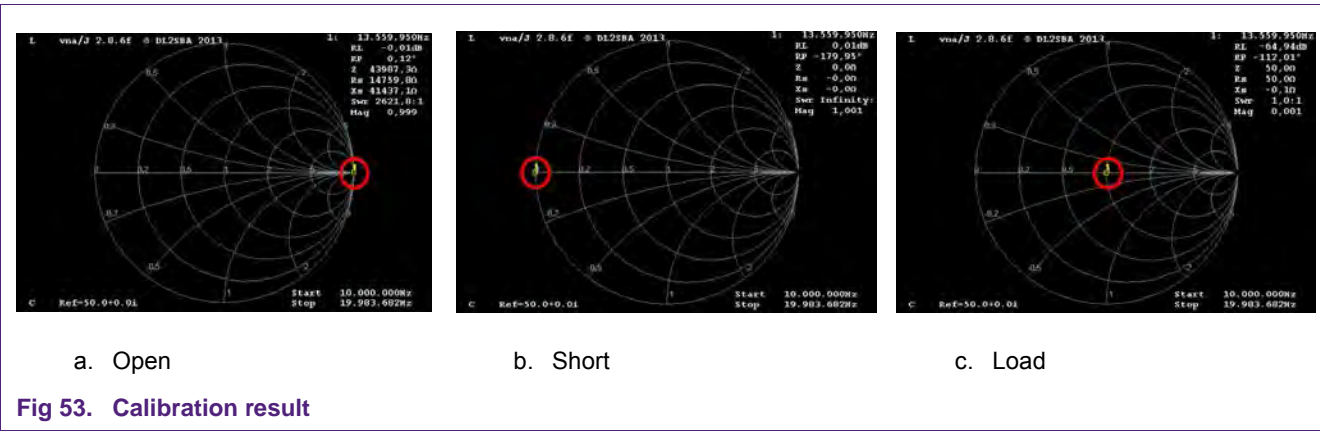 L vna/J 2.8.6f © DL2SBA 2013 1: 13.559.950Hz
RL -0,01dB
RP 0,12°
Z 43987,3Ω
Rs 14759,8Ω
Xs 41437,1Ω
Swr 2621,8:1
Mag 0,999
C Ref=50.0+0.0i
Start 10.000.000Hz
Stop 19.983.682Hz
L vna/J 2.8.6f © DL2SBA 2013 1: 13.559.950Hz
RL 0,01dB
RP -179,95°
Z 0,0Ω
Rs -0,0Ω
Xs -0,0Ω
Swr Infinity:
Mag 1,001
C Ref=50.0+0.0i
Start 10.000.000Hz
Stop 19.983.682Hz
L vna/J 2.8.6f © DL2SBA 2013 1: 13.559.950Hz
RL -64,94dB
RP -112,01°
Z 50,0Ω
Rs 50,0Ω
Xs -0,1Ω
Swr 1,0:1
Mag 0,001
C Ref=50.0+0.0i
Start 10.000.000Hz
Stop 19.983.682Hz
a. Open
b. Short
c. Load
Fig 53. Calibration result